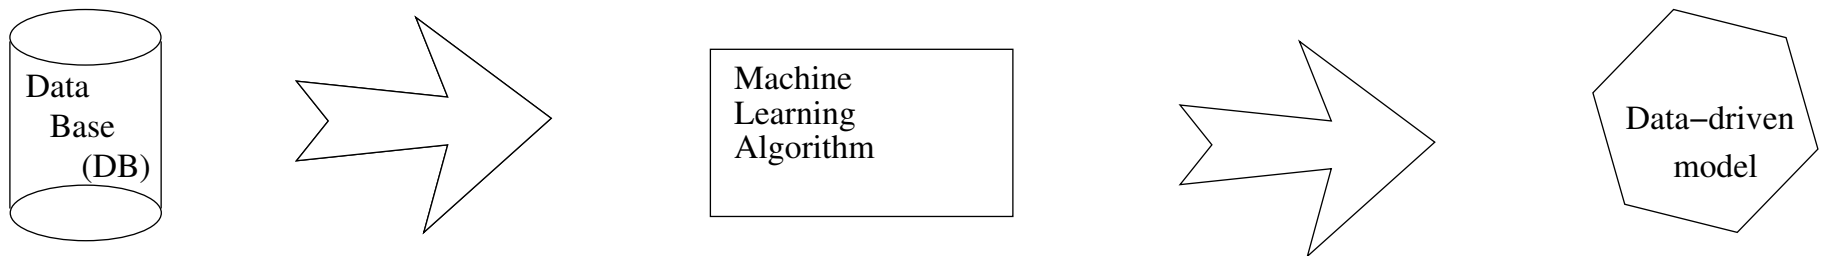 Data
Base
(DB)
Machine
Learning
Algorithm
Data−driven
model